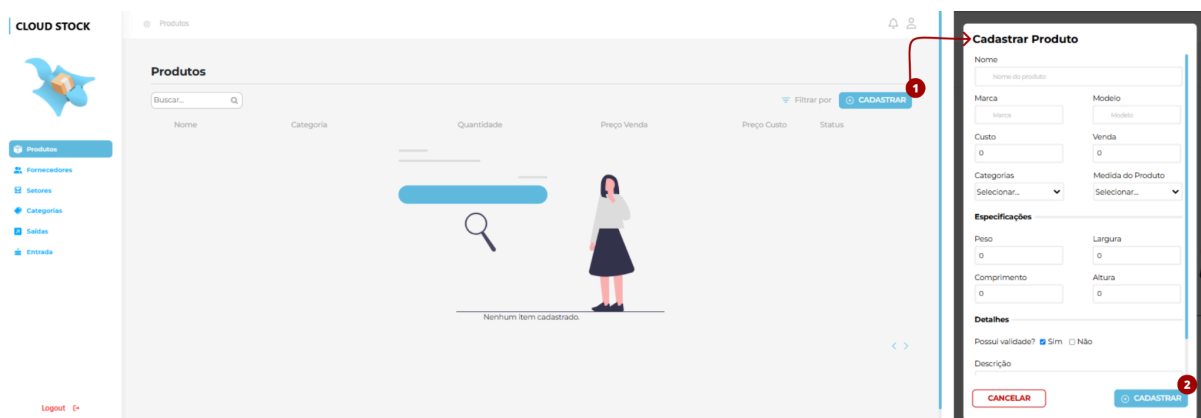 CLOUD STOCK
Produtos
Fornecedores
Setores
Categorias
Saídas
Entrada
Logout
Produtos
Produtos
Buscar...
Filtrar por
CADASTRAR
1
Nome Categoria Quantidade Preço Venda Preço Custo Status
Nenhum item cadastrado.
Cadastrar Produto
Nome
Nome do produto
Marca Modelo
Marca Modelo
Custo Venda
0 0
Categorias Medida do Produto
Selecionar... Selecionar...
Especificações
Peso Largura
0 0
Comprimento Altura
0 0
Detalhes
Possui validade? Sim Não
Descrição
2
CANCELAR CADASTRAR